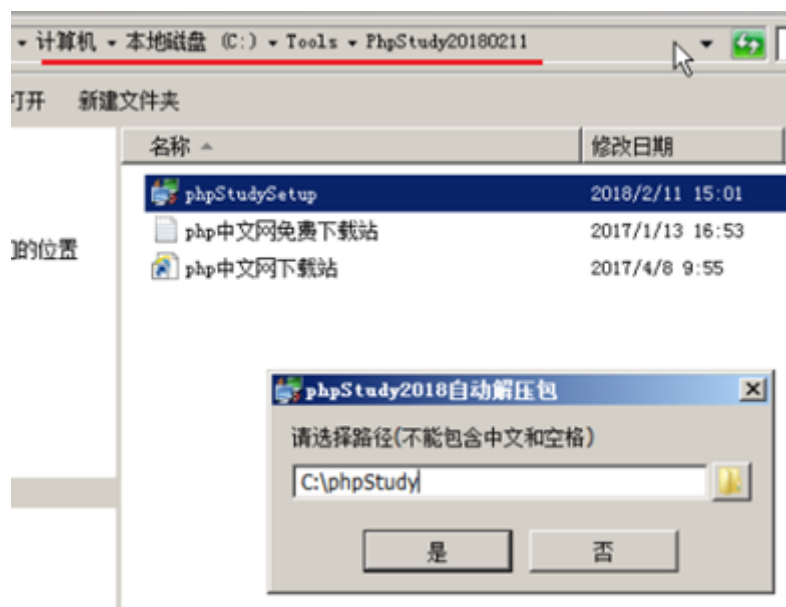 计算机 本地磁盘 (C:) Tools PhpStudy20180211
打开 新建文件夹
名称 修改日期
phpStudySetup 2018/2/11 15:01
php中文网免费下载站 2017/1/13 16:53
的位置
php中文网下载站 2017/4/8 9:55
phpStudy2018自动解压包
请选择路径(不能包含中文和空格)
C:\phpStudy
是 否